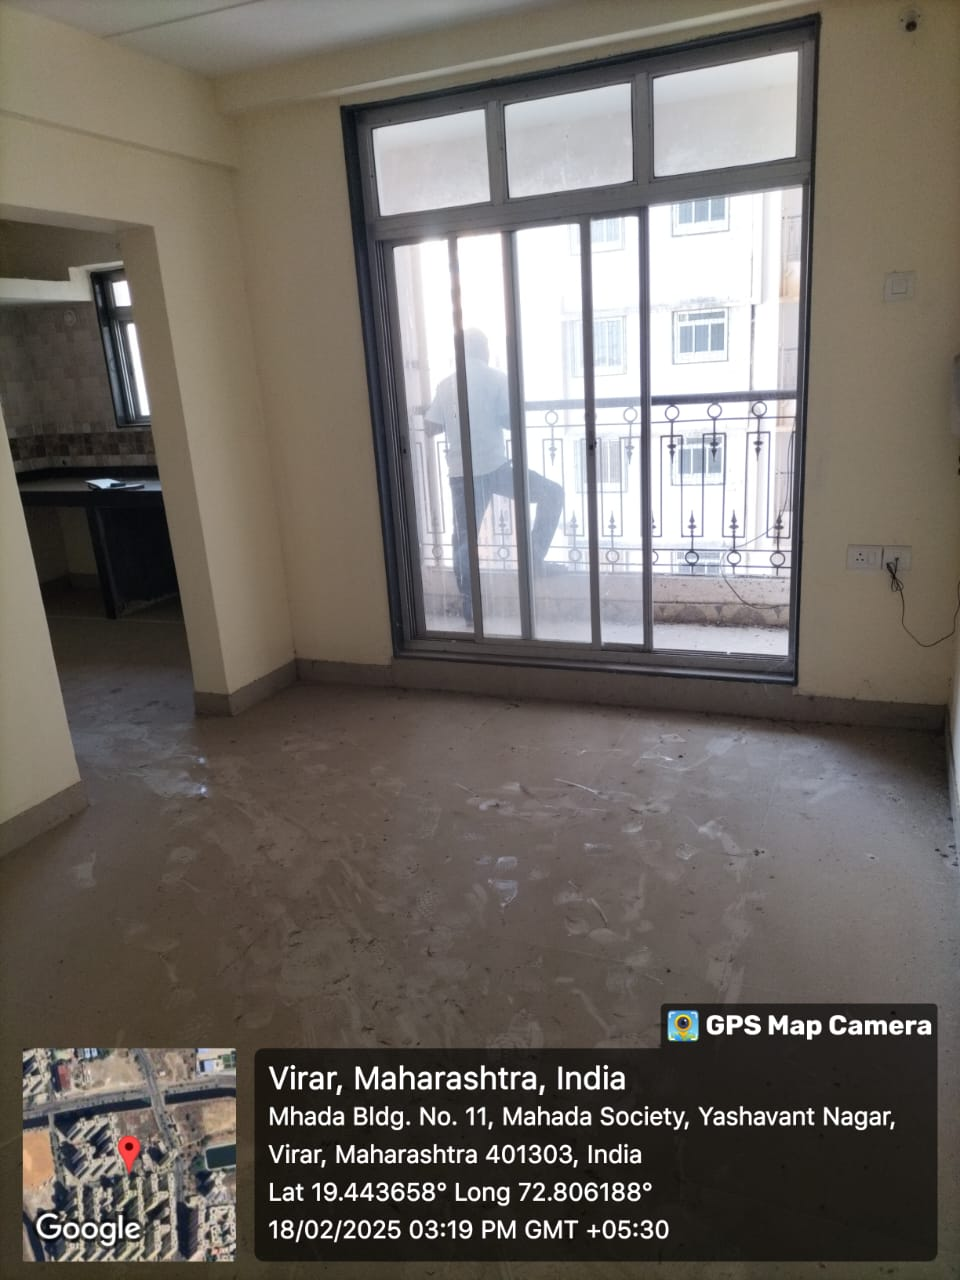 GPS Map Camera
Virar, Maharashtra, India
Mhada Bldg. No. 11, Mahada Society, Yashavant Nagar,
Virar, Maharashtra 401303, India
Lat 19.443658° Long 72.806188°
18/02/2025 03:19 PM GMT +05:30
Google